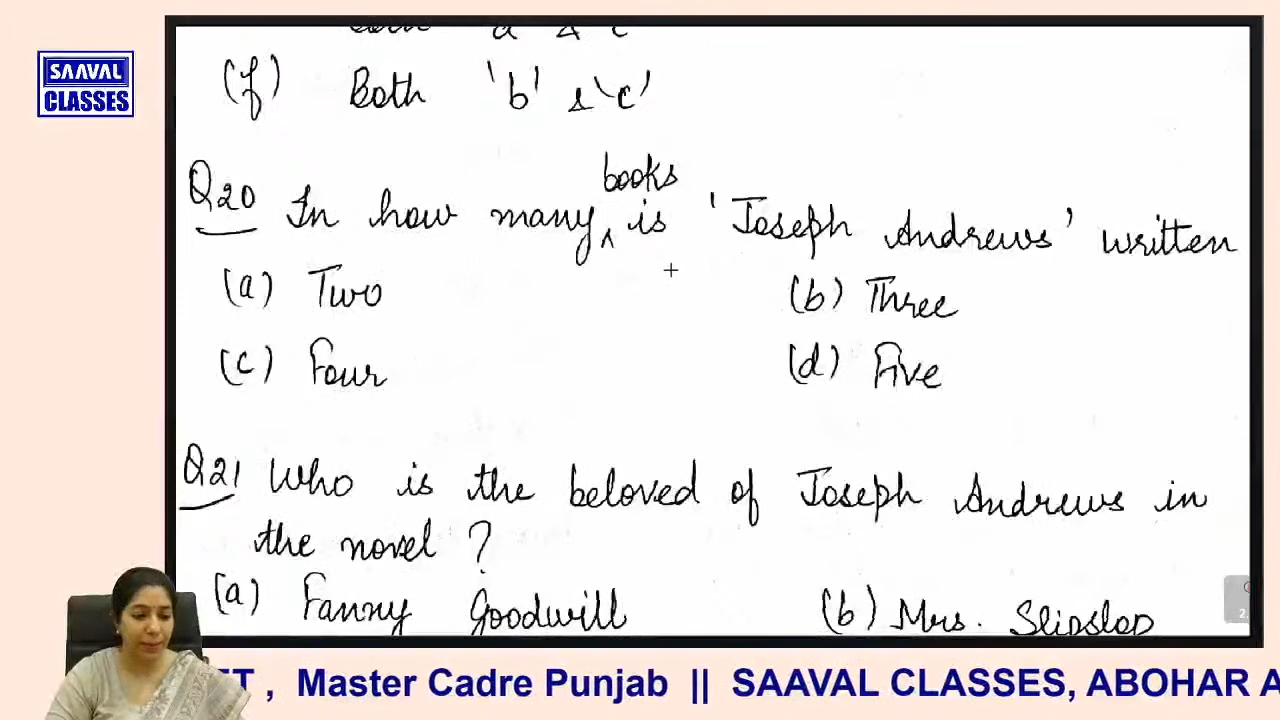 SAAVAL
CLASSES
(f) Both 'b' & 'c'
Q20 In how many books is 'Joseph Andrews' written
(a) Two (b) Three
(c) Four (d) Five
Q21 Who is the beloved of Joseph Andrews in
the novel ?
(a) Fanny Goodwill (b) Mrs. Slipslop
ET , Master Cadre Punjab || SAAVAL CLASSES, ABOHAR A